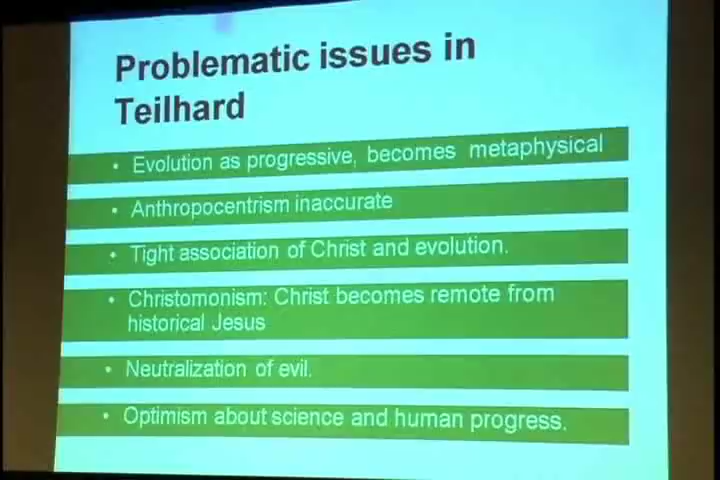 Problematic issues in
Teilhard
• Evolution as progressive, becomes metaphysical
• Anthropocentrism inaccurate
• Tight association of Christ and evolution.
• Christomonism: Christ becomes remote from
historical Jesus
• Neutralization of evil.
• Optimism about science and human progress.